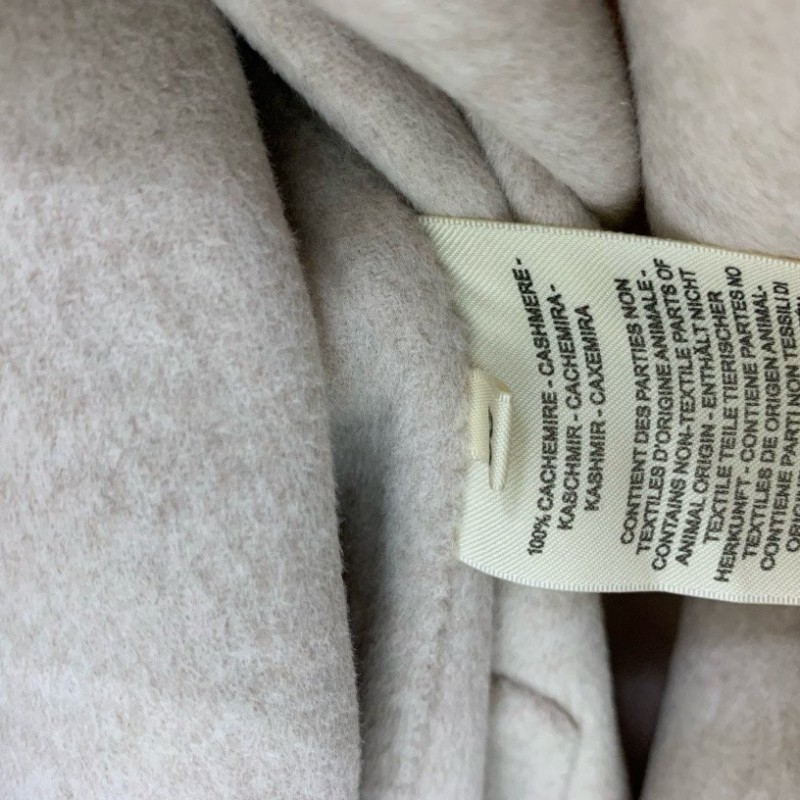 100% CACHEMIRE - CASHMERE -
KASCHMIR - CACHEMIRA -
KASHMIR - CAXEMIRA
CONTIENT DES PARTIES NON
TEXTILES D'ORIGINE ANIMALE -
CONTAINS NON-TEXTILE PARTS OF
ANIMAL ORIGIN - ENTHÄLT NICHT
TEXTILE TEILE TIERISCHER
HERKUNFT - CONTIENE PARTES NO
TEXTILES DE ORIGEN ANIMAL-
CONTIENE PARTI NON TESSILI DI